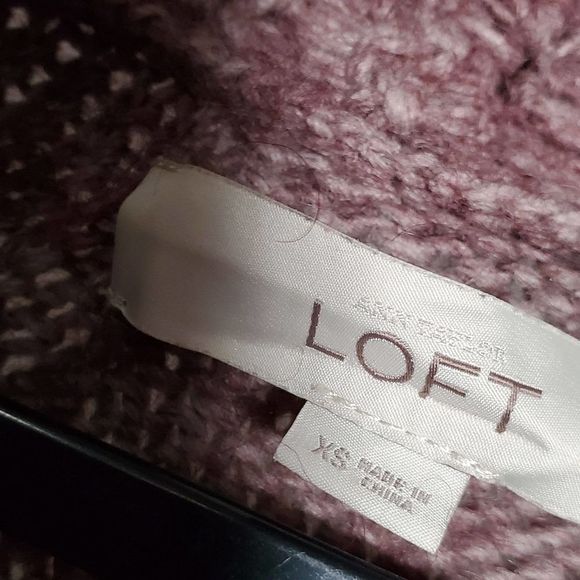 ANN TAYLOR
LOFT
XS MADE IN
CHINA